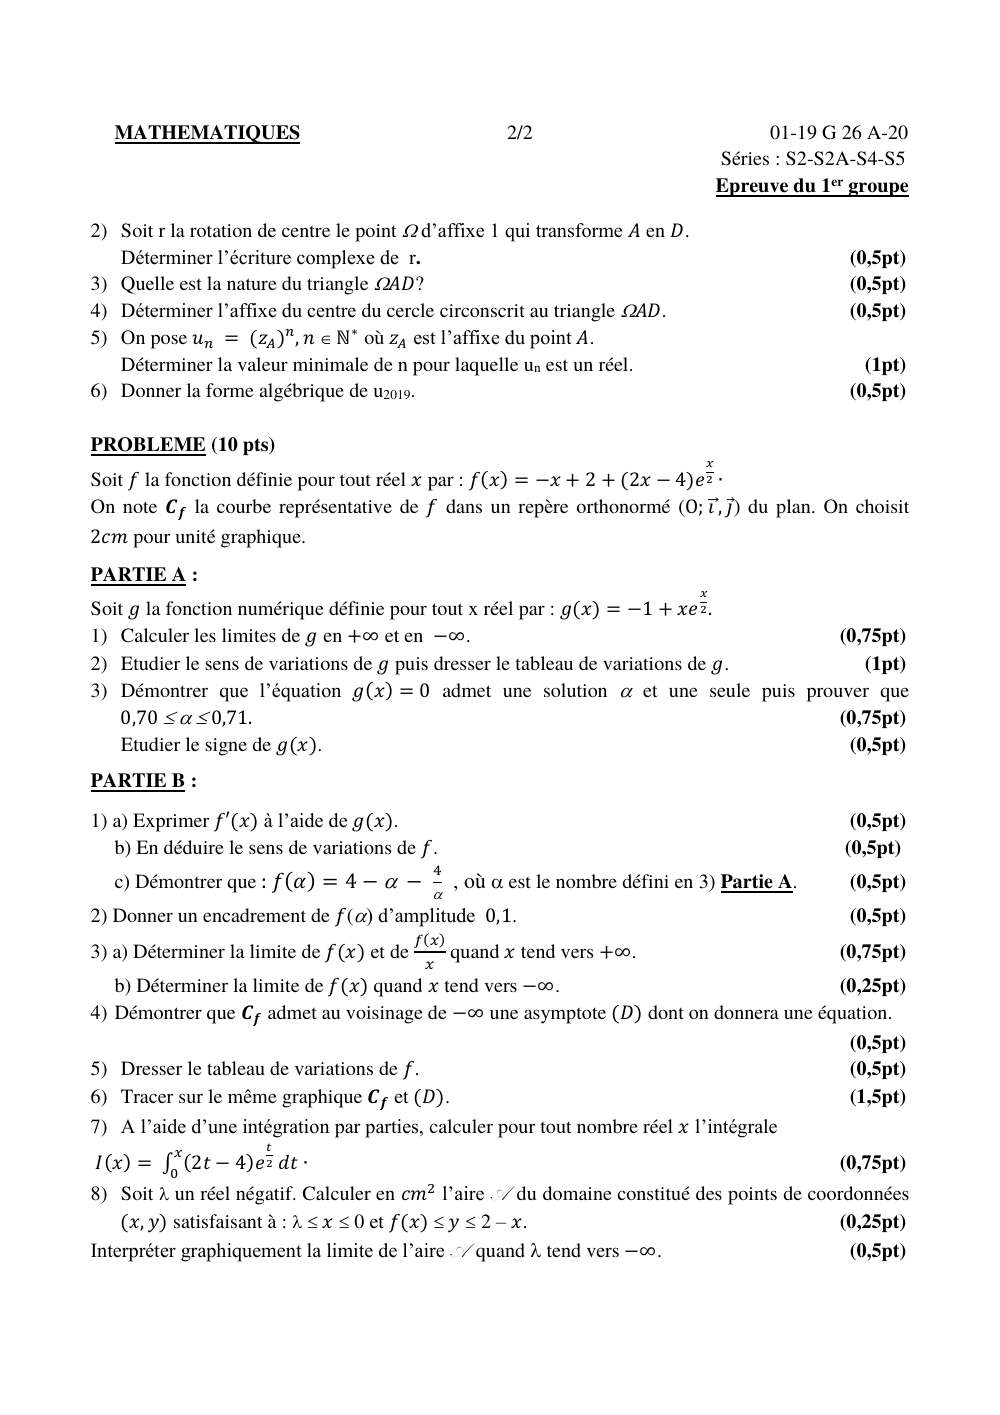 MATHEMATIQUES 2/2 01-19 G 26 A-20
Séries : S2-S2A-S4-S5
Epreuve du 1er groupe
2) Soit r la rotation de centre le point Ω d’affixe 1 qui transforme A en D.
Déterminer l’écriture complexe de r. (0,5pt)
3) Quelle est la nature du triangle ΩAD? (0,5pt)
4) Déterminer l’affixe du centre du cercle circonscrit au triangle ΩAD. (0,5pt)
5) On pose uₙ = (z_A)ⁿ, n ∈ ℕ* où z_A est l’affixe du point A.
Déterminer la valeur minimale de n pour laquelle uₙ est un réel. (1pt)
6) Donner la forme algébrique de u₂₀₁₉. (0,5pt)
PROBLEME (10 pts)
Soit f la fonction définie pour tout réel x par : f(x) = −x + 2 + (2x − 4)e^(x/2) ·
On note C_f la courbe représentative de f dans un repère orthonormé (O; i⃗, j⃗) du plan. On choisit
2cm pour unité graphique.
PARTIE A :
Soit g la fonction numérique définie pour tout x réel par : g(x) = −1 + xe^(x/2).
1) Calculer les limites de g en +∞ et en −∞. (0,75pt)
2) Etudier le sens de variations de g puis dresser le tableau de variations de g. (1pt)
3) Démontrer que l’équation g(x) = 0 admet une solution α et une seule puis prouver que
0,70 ≤ α ≤ 0,71. (0,75pt)
Etudier le signe de g(x). (0,5pt)
PARTIE B :
1) a) Exprimer f′(x) à l’aide de g(x). (0,5pt)
b) En déduire le sens de variations de f. (0,5pt)
c) Démontrer que : f(α) = 4 − α − 4/α , où α est le nombre défini en 3) Partie A. (0,5pt)
2) Donner un encadrement de f(α) d’amplitude 0,1. (0,5pt)
3) a) Déterminer la limite de f(x) et de f(x)/x quand x tend vers +∞. (0,75pt)
b) Déterminer la limite de f(x) quand x tend vers −∞. (0,25pt)
4) Démontrer que C_f admet au voisinage de −∞ une asymptote (D) dont on donnera une équation.
(0,5pt)
5) Dresser le tableau de variations de f. (0,5pt)
6) Tracer sur le même graphique C_f et (D). (1,5pt)
7) A l’aide d’une intégration par parties, calculer pour tout nombre réel x l’intégrale
I(x) = ∫₀ˣ(2t − 4)e^(t/2) dt · (0,75pt)
8) Soit λ un réel négatif. Calculer en cm² l’aire 𝒜 du domaine constitué des points de coordonnées
(x, y) satisfaisant à : λ ≤ x ≤ 0 et f(x) ≤ y ≤ 2 – x. (0,25pt)
Interpréter graphiquement la limite de l’aire 𝒜 quand λ tend vers −∞. (0,5pt)